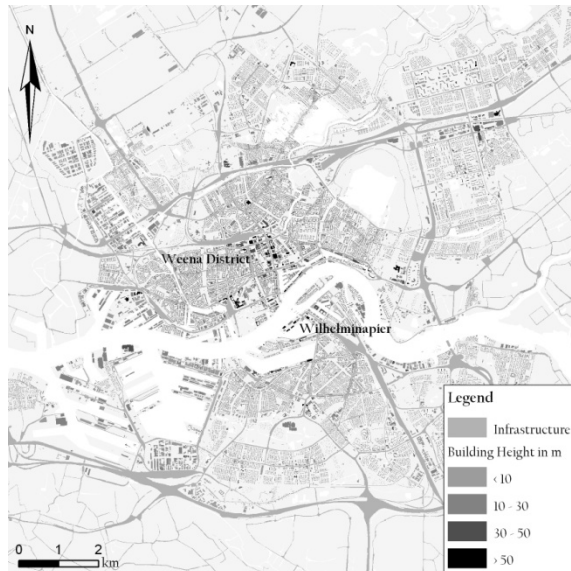 N
Weena District
Wilhelminapier
Legend
Infrastructure
Building Height in m
< 10
10 - 30
30 - 50
> 50
0 1 2
km